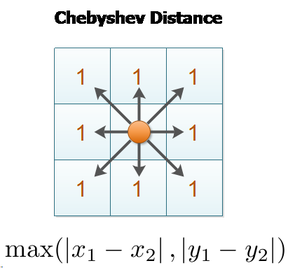 Chebyshev Distance
1 1 1
1 1
1 1 1
max(|x₁ − x₂| , |y₁ − y₂|)